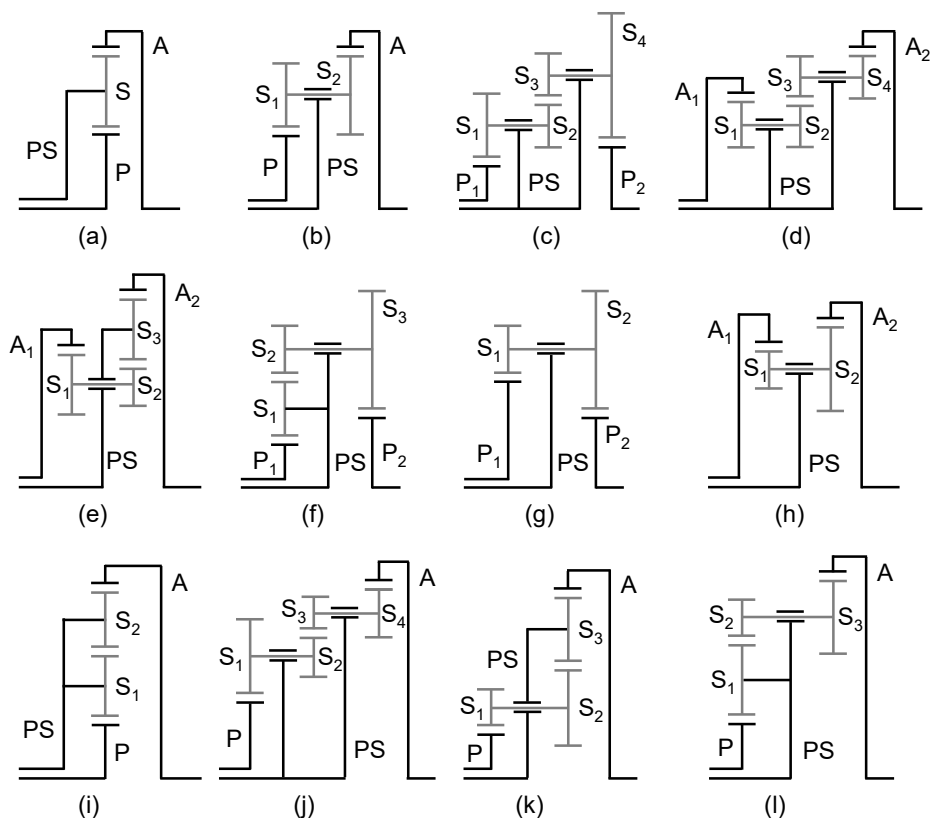 A
S
PS
P
(a)
A
S2
S1
P
PS
(b)
S4
S3
S1
S2
P1
PS
P2
(c)
A2
S3
A1
S4
S1
S2
PS
(d)
A2
A1
S3
S1
S2
PS
(e)
S3
S2
S1
P1
PS
P2
(f)
S2
S1
P1
PS
P2
(g)
A1
A2
S1
S2
PS
(h)
A
S2
S1
PS
P
(i)
A
S3
S4
S1
S2
P
PS
(j)
A
S3
PS
S1
S2
P
(k)
A
S2
S3
S1
P
PS
(l)